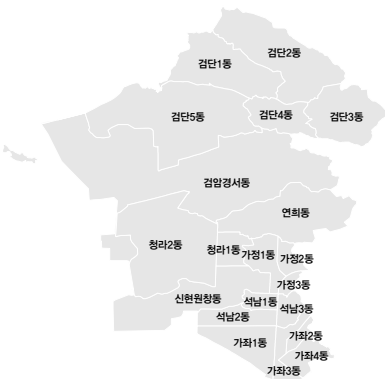 검단2동
검단1동
검단5동
검단4동
검단3동
검암경서동
연희동
청라2동
청라1동
가정1동
가정2동
가정3동
신현원창동
석남1동
석남3동
석남2동
가좌2동
가좌1동
가좌4동
가좌3동